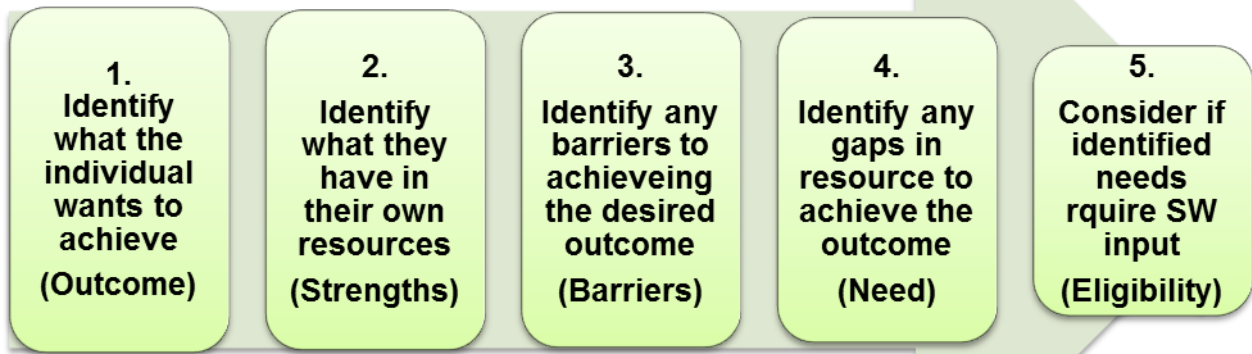 1.
Identify
what the
individual
wants to
achieve
(Outcome)
2.
Identify
what they
have in
their own
resources
(Strengths)
3.
Identify any
barriers to
achieveing
the desired
outcome
(Barriers)
4.
Identify any
gaps in
resource to
achieve the
outcome
(Need)
5.
Consider if
identified
needs
rquire SW
input
(Eligibility)